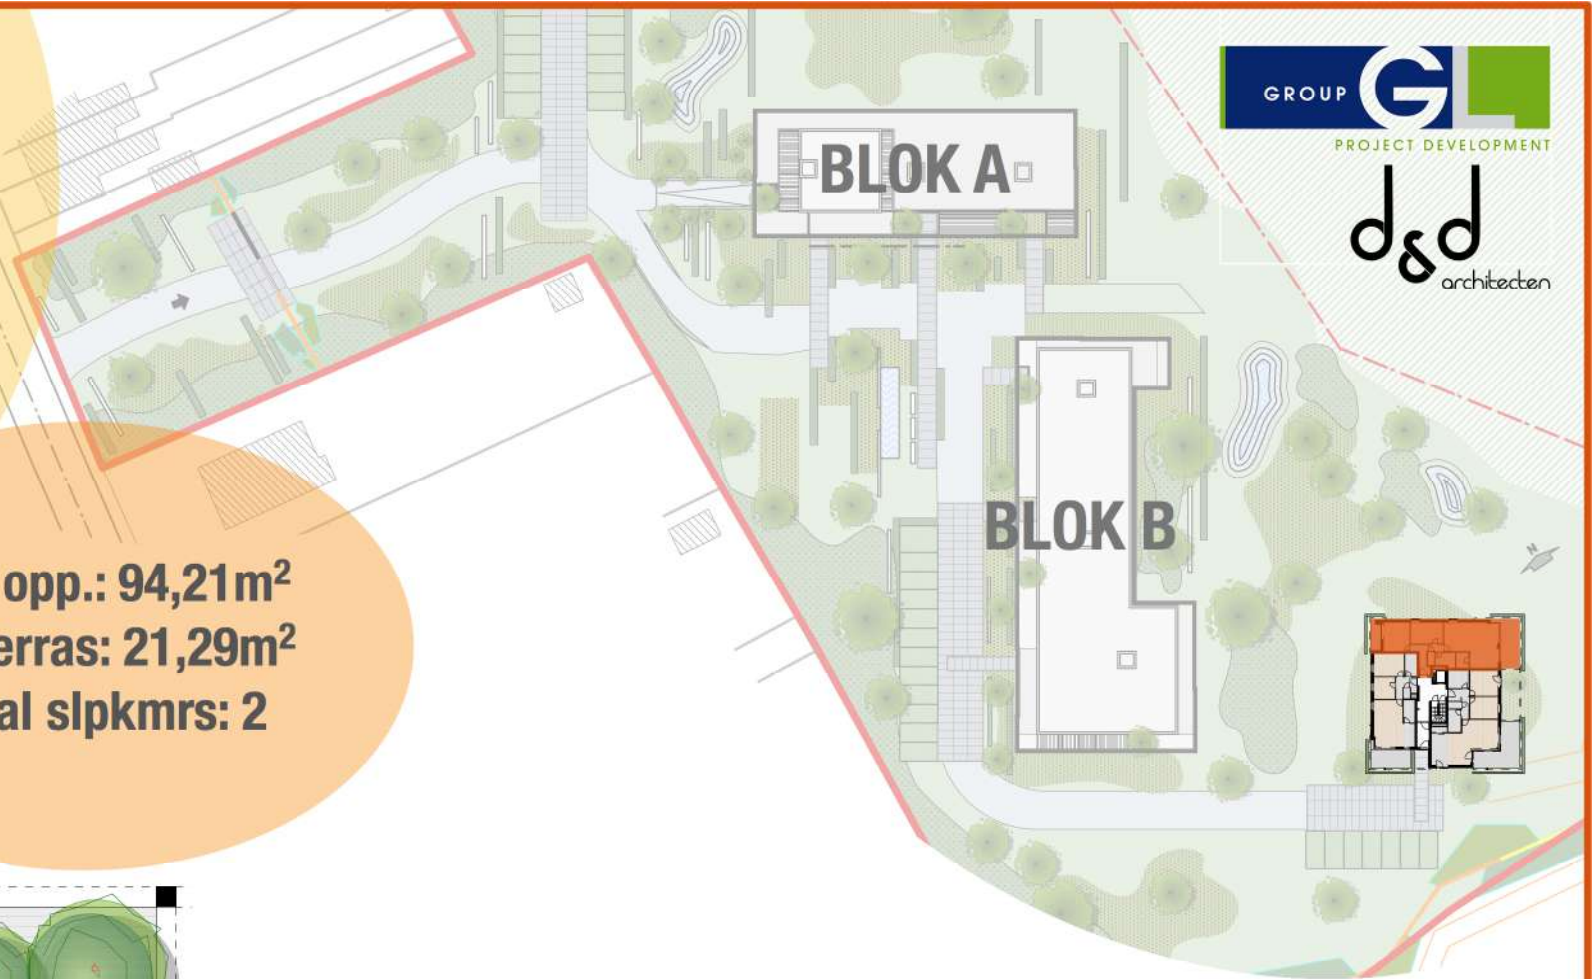 GROUP GL
PROJECT DEVELOPMENT
d&d
architecten
BLOK A
BLOK B
N
opp.: 94,21m²
erras: 21,29m²
al slpkmrs: 2